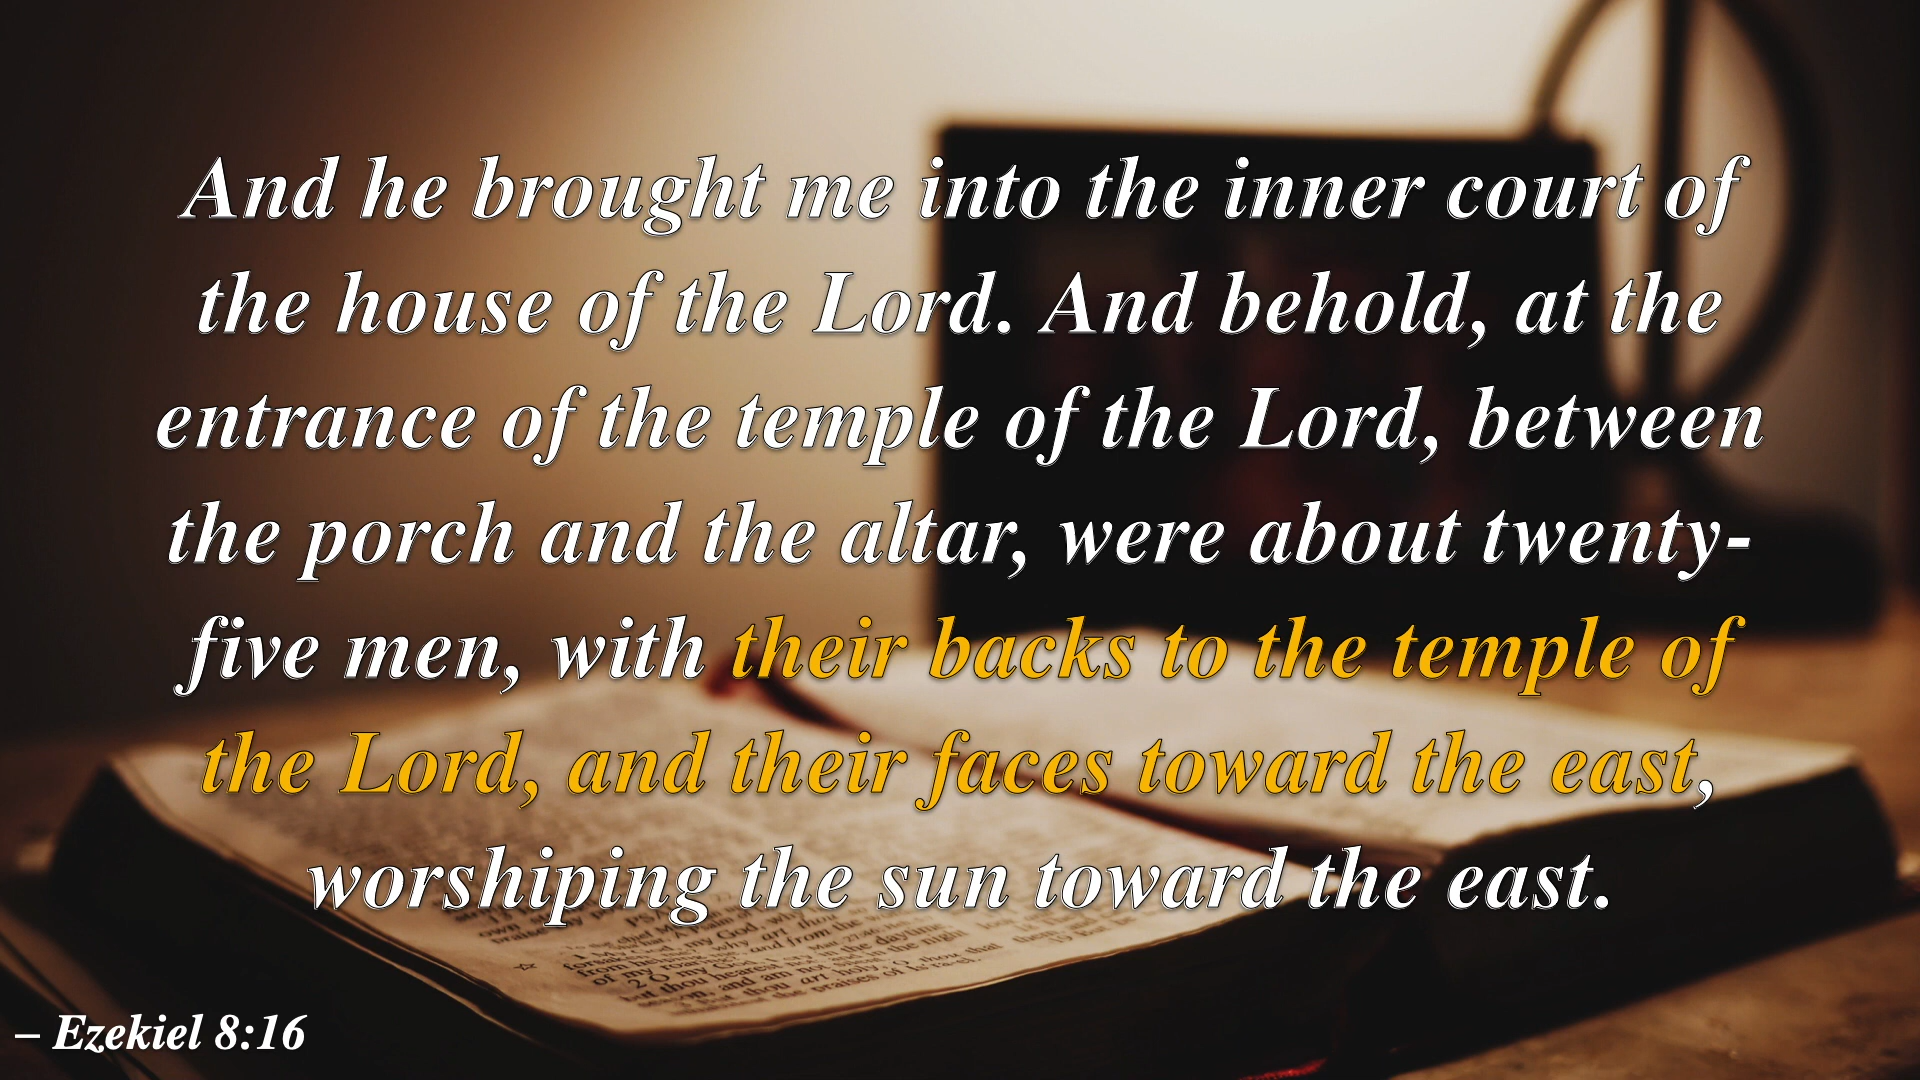 And he brought me into the inner court of
the house of the Lord. And behold, at the
entrance of the temple of the Lord, between
the porch and the altar, were about twenty-
five men, with their backs to the temple of
the Lord, and their faces toward the east,
worshiping the sun toward the east.
– Ezekiel 8:16